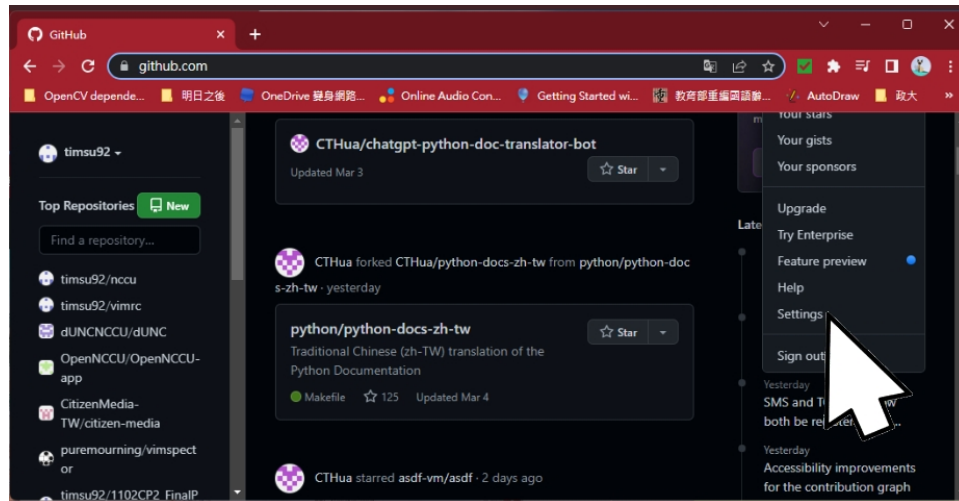 GitHub
github.com
OpenCV depende...
明日之後
OneDrive 變身網路...
Online Audio Con...
Getting Started wi...
教育部重編國語辭...
AutoDraw
政大
»
timsu92
Top Repositories
New
Find a repository...
timsu92/nccu
timsu92/vimrc
dUNCNCCU/dUNC
OpenNCCU/OpenNCCU-
app
CitizenMedia-
TW/citizen-media
puremourning/vimspect
or
timsu92/1102CP2_FinalP
CTHua/chatgpt-python-doc-translator-bot
Updated Mar 3
Star
CTHua forked CTHua/python-docs-zh-tw from python/python-doc
s-zh-tw · yesterday
python/python-docs-zh-tw
Star
Traditional Chinese (zh-TW) translation of the
Python Documentation
Makefile 125 Updated Mar 4
CTHua starred asdf-vm/asdf · 2 days ago
Late
Your stars
Your gists
Your sponsors
Upgrade
Try Enterprise
Feature preview
Help
Settings
Sign out
Yesterday
SMS and
both be
Yesterday
Accessibility improvements
for the contribution graph